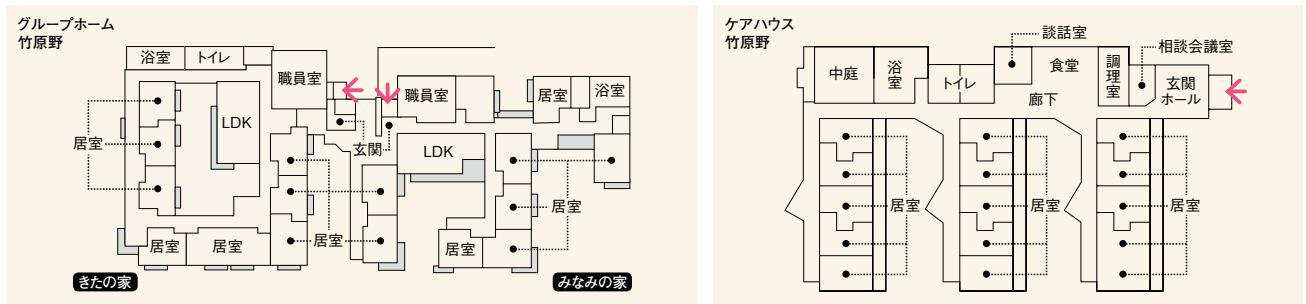 グループホーム
竹原野
浴室
トイレ
職員室
LDK
居室
居室
居室
居室
きたの家
玄関
職員室
居室
浴室
LDK
居室
居室
みなみの家
ケアハウス
竹原野
談話室
相談会議室
中庭
浴室
トイレ
食堂
廊下
調理室
玄関
ホール
居室
居室
居室